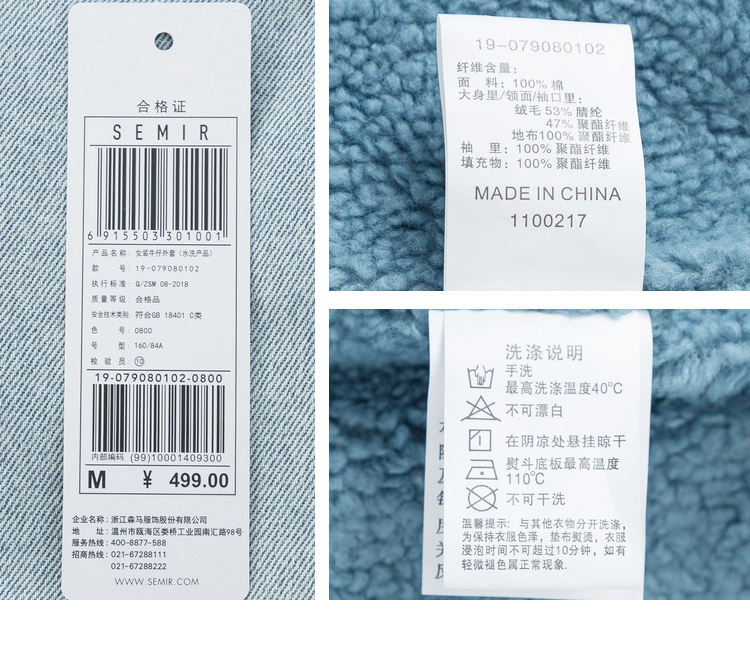 合格证
SEMIR
6 915503 301001
产品名称: 女装牛仔外套（水洗产品）
款 号: 19-079080102
执行标准: Q/ZSM 08-2018
质量等级: 合格品
安全技术类别: 符合GB 18401 C类
色 号: 0800
号 型: 160/84A
检 验 员: ⑩
19-079080102-0800
内部编码 (99)10001409300
M ¥ 499.00
企业名称: 浙江森马服饰股份有限公司
地 址: 温州市瓯海区娄桥工业园南汇路98号
服务热线: 400-8877-588
招商热线: 021-67288111
021-67288222
WWW.SEMIR.COM
19-079080102
纤维含量:
面 料: 100% 棉
大身里/领面/袖口里:
绒毛 53% 腈纶
47% 聚酯纤维
地布100% 聚酯纤维
袖 里: 100% 聚酯纤维
填充物: 100% 聚酯纤维
MADE IN CHINA
1100217
洗涤说明
手洗
最高洗涤温度40℃
不可漂白
在阴凉处悬挂晾干
熨斗底板最高温度
110℃
不可干洗
温馨提示: 与其他衣物分开洗涤,
为保持衣服色泽, 垫布熨烫, 衣服
浸泡时间不可超过10分钟, 如有
轻微褪色属正常现象.